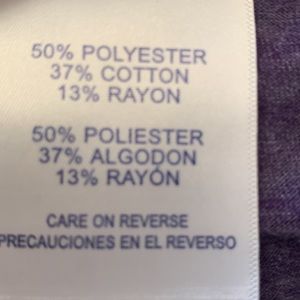 50% POLYESTER
37% COTTON
13% RAYON
50% POLIESTER
37% ALGODON
13% RAYÓN
CARE ON REVERSE
PRECAUCIONES EN EL REVERSO